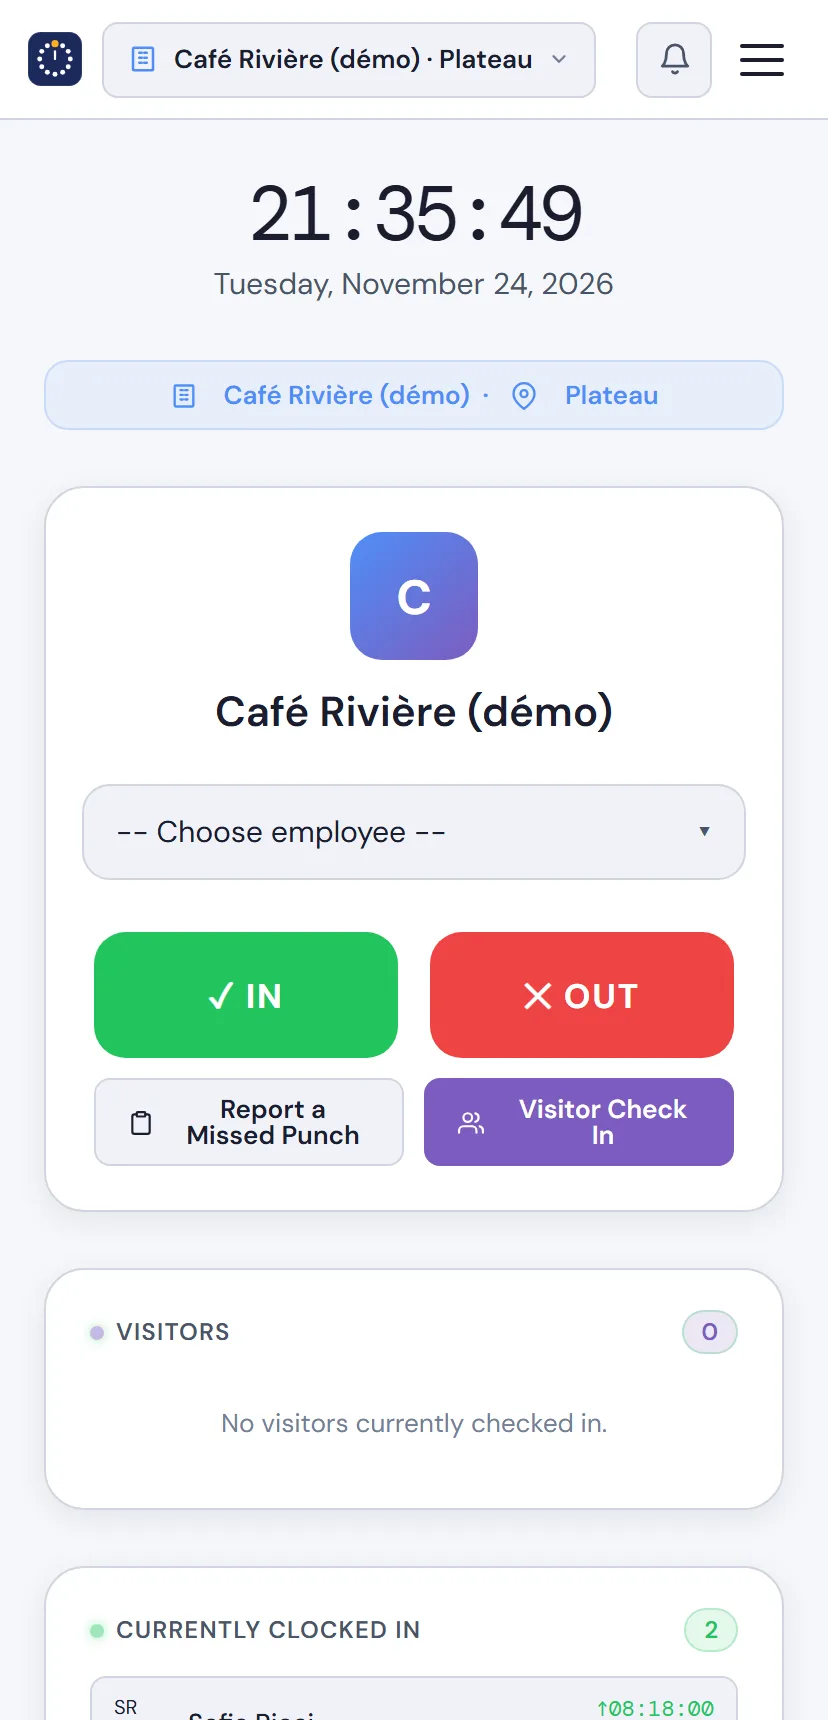 Café Rivière (démo) · Plateau
21:35:49
Tuesday, November 24, 2026
Café Rivière (démo) · Plateau
C
Café Rivière (démo)
-- Choose employee --
✓ IN
✕ OUT
Report a
Missed Punch
Visitor Check
In
VISITORS
0
No visitors currently checked in.
CURRENTLY CLOCKED IN
2
SR
Sofia Ricci
↑08:18:00